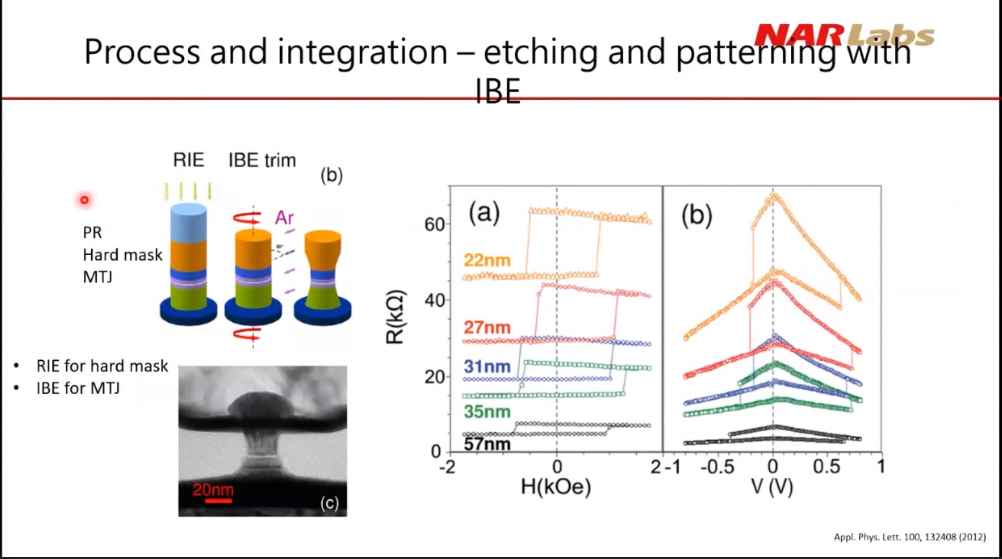 NAR Labs
Process and integration – etching and patterning with
IBE
RIE IBE trim
(b)
Ar
PR
Hard mask
MTJ
• RIE for hard mask
• IBE for MTJ
20nm
(c)
(a)
60
40
20
0
R(kΩ)
22nm
27nm
31nm
35nm
57nm
-2 0 2
H(kOe)
(b)
-1 -0.5 0 0.5 1
V (V)
Appl. Phys. Lett. 100, 132408 (2012)